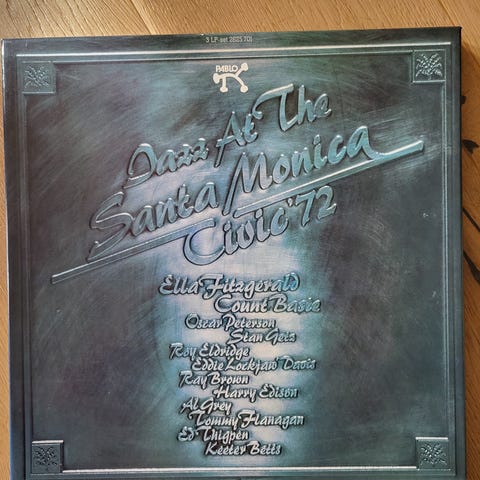 3 LP-set 2625 701
PABLO
Jazz At The
Santa Monica
Civic '72
Ella Fitzgerald
Count Basie
Oscar Peterson
Stan Getz
Roy Eldridge
Eddie Lockjaw Davis
Ray Brown
Harry Edison
Al Grey
Tommy Flanagan
Ed Thigpen
Keeter Betts